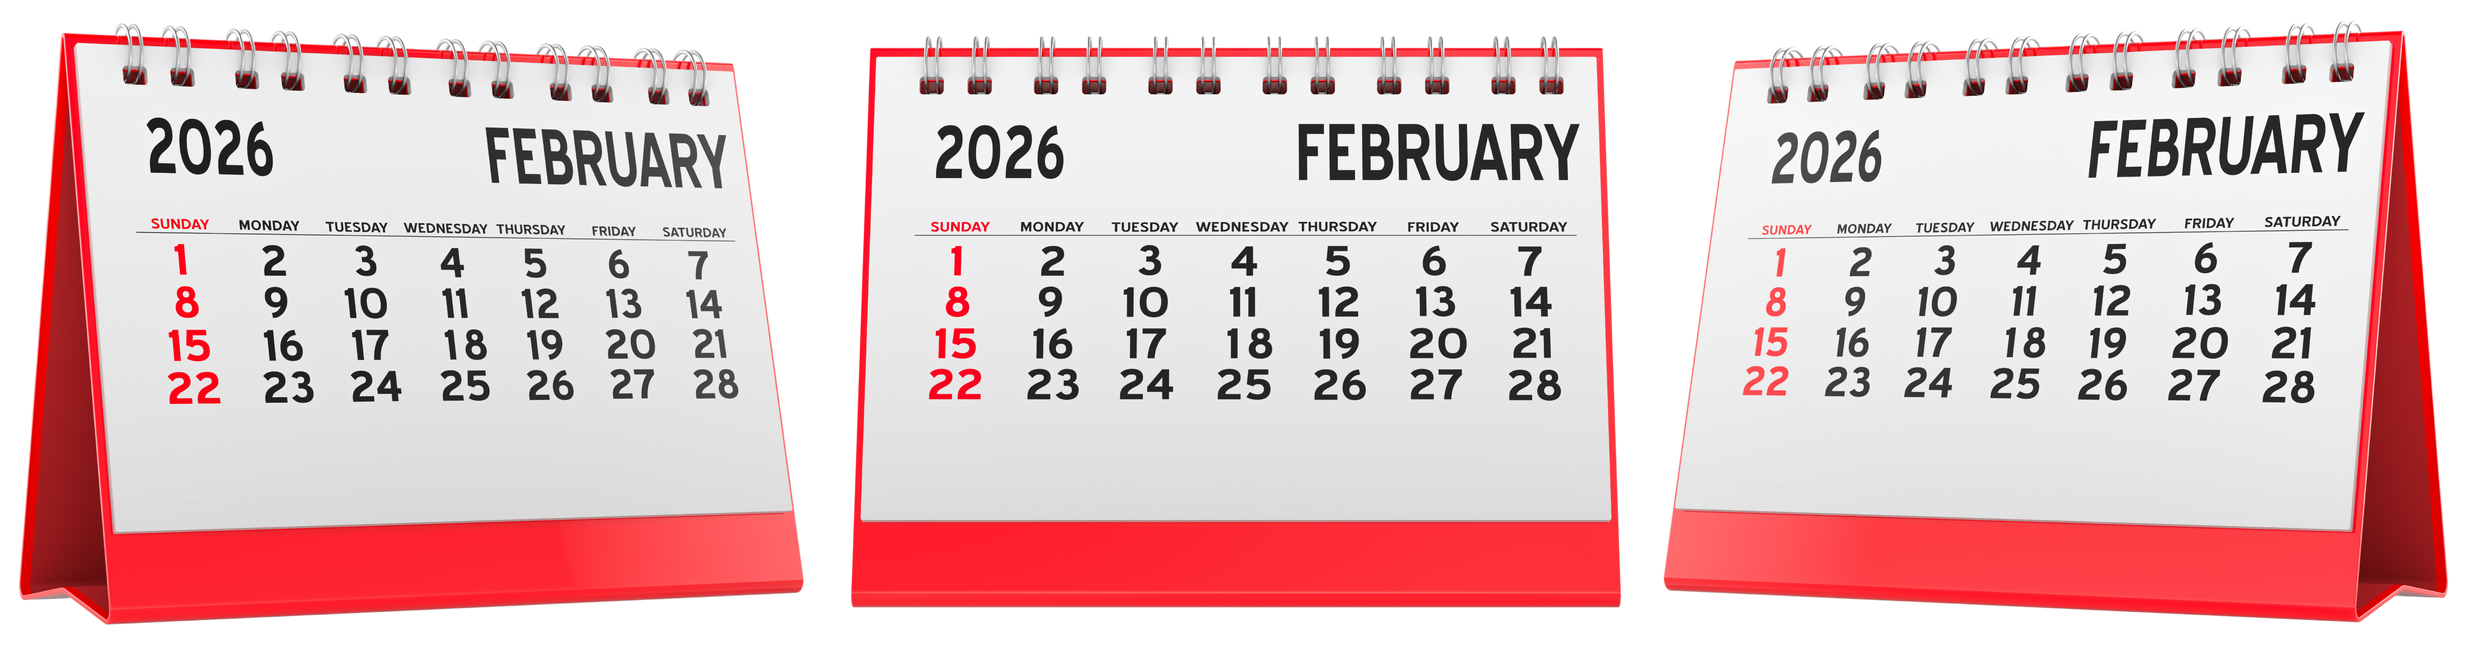 2026 FEBRUARY
SUNDAY MONDAY TUESDAY WEDNESDAY THURSDAY FRIDAY SATURDAY
1 2 3 4 5 6 7
8 9 10 11 12 13 14
15 16 17 18 19 20 21
22 23 24 25 26 27 28
2026 FEBRUARY
SUNDAY MONDAY TUESDAY WEDNESDAY THURSDAY FRIDAY SATURDAY
1 2 3 4 5 6 7
8 9 10 11 12 13 14
15 16 17 18 19 20 21
22 23 24 25 26 27 28
2026 FEBRUARY
SUNDAY MONDAY TUESDAY WEDNESDAY THURSDAY FRIDAY SATURDAY
1 2 3 4 5 6 7
8 9 10 11 12 13 14
15 16 17 18 19 20 21
22 23 24 25 26 27 28